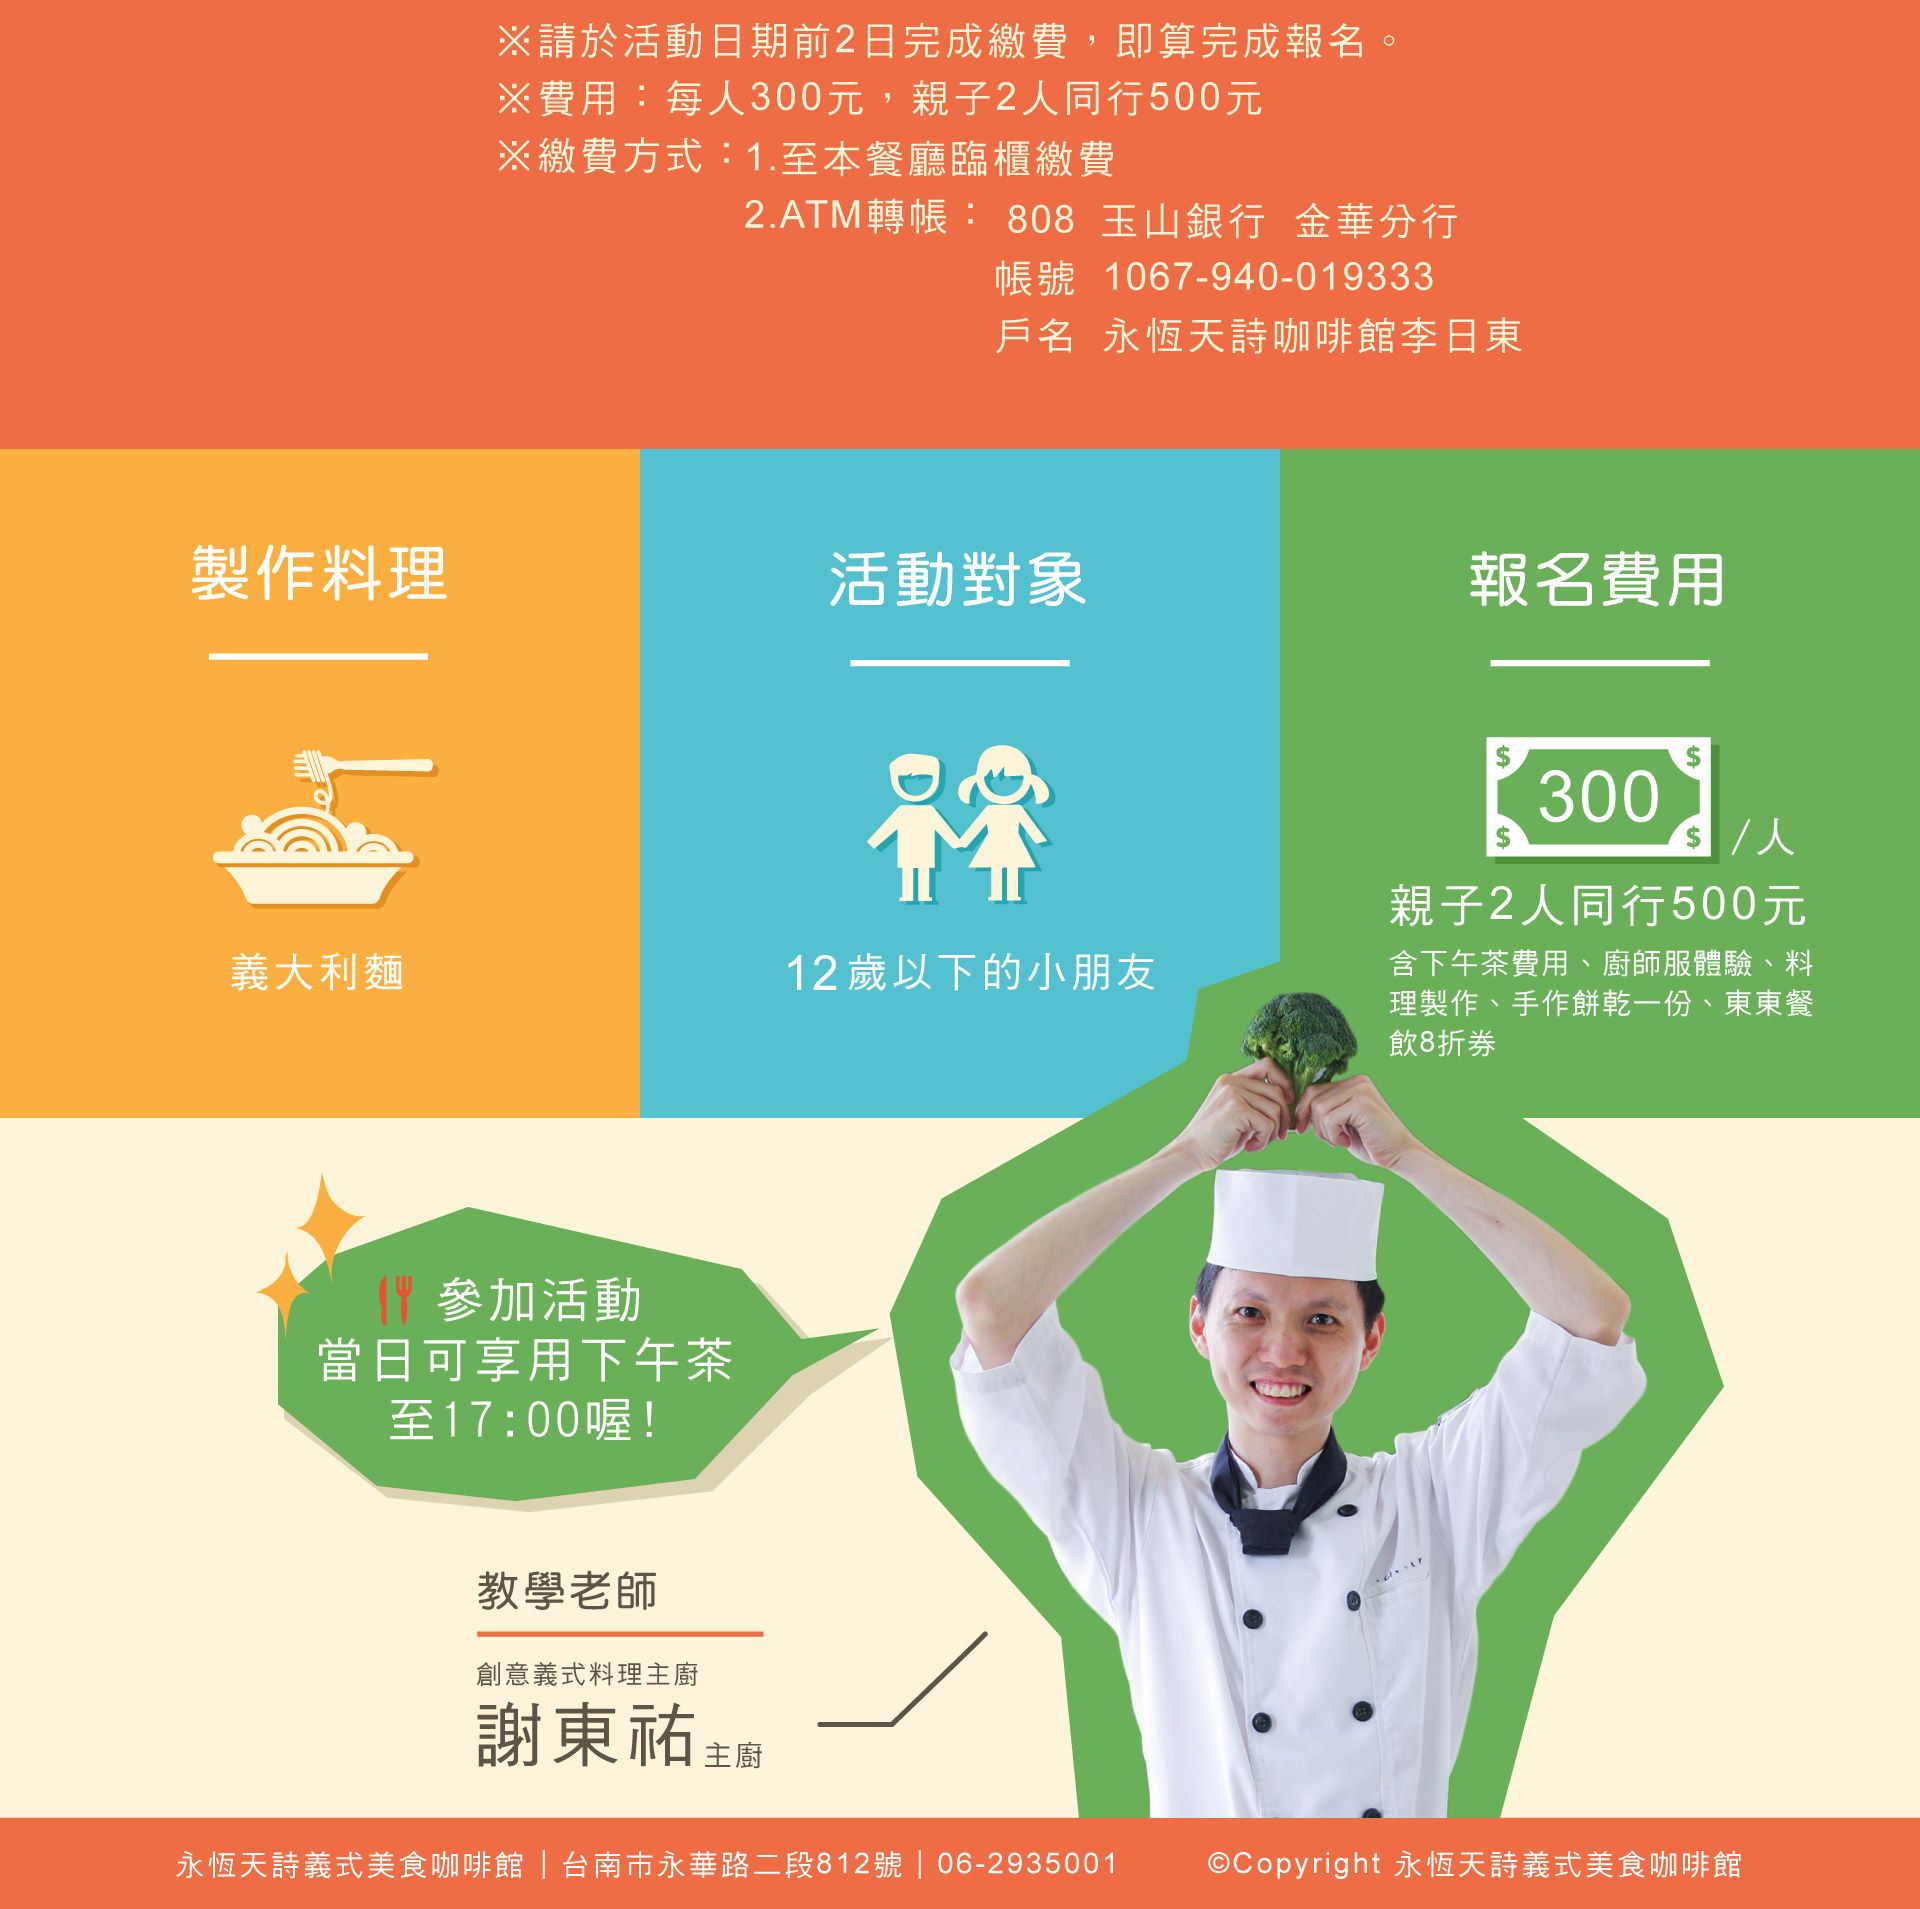 ※請於活動日期前2日完成繳費，即算完成報名。
※費用：每人300元，親子2人同行500元
※繳費方式：1.至本餐廳臨櫃繳費
2.ATM轉帳： 808 玉山銀行 金華分行
帳號 1067-940-019333
戶名 永恆天詩咖啡館李日東
製作料理
義大利麵
活動對象
12歲以下的小朋友
報名費用
$ $
300
$ $
/人
親子2人同行500元
含下午茶費用、廚師服體驗、料
理製作、手作餅乾一份、東東餐
飲8折券
參加活動
當日可享用下午茶
至17:00喔!
教學老師
創意義式料理主廚
謝東祐 主廚
永恆天詩義式美食咖啡館｜台南市永華路二段812號｜06-2935001 ©Copyright 永恆天詩義式美食咖啡館